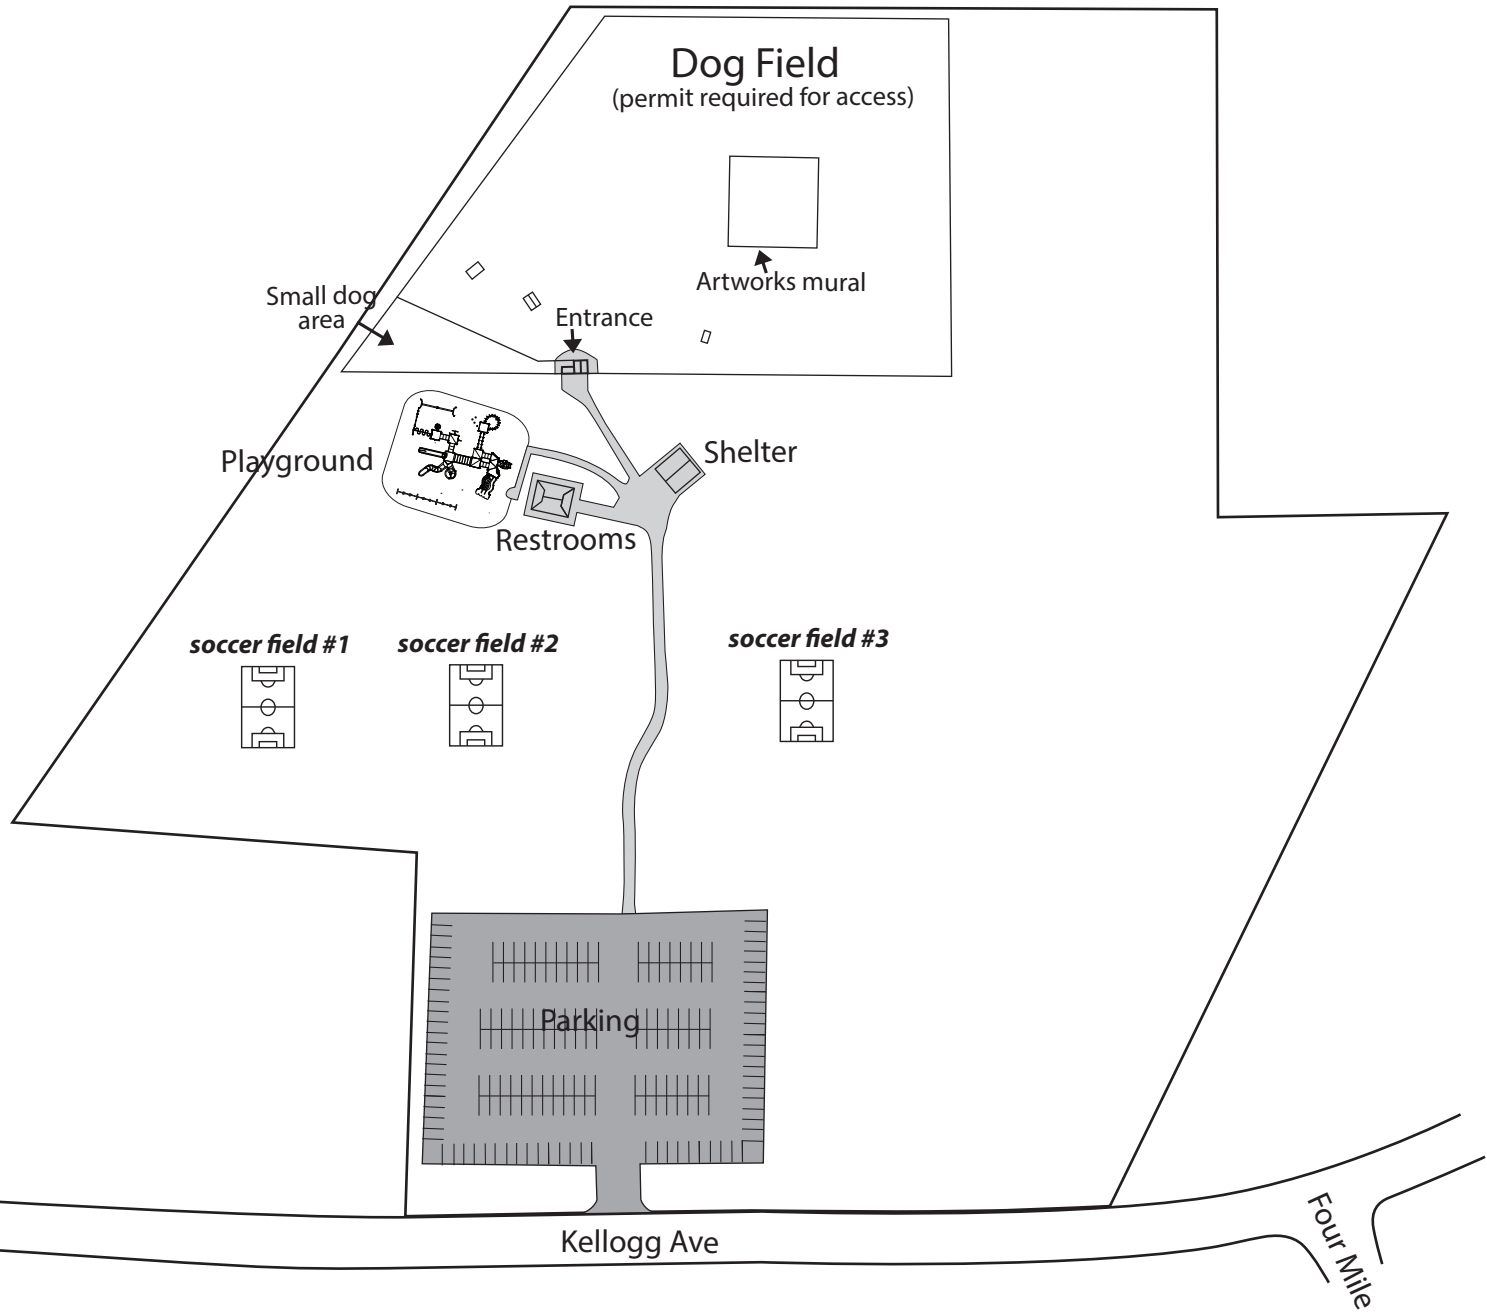 Dog Field
(permit required for access)
Artworks mural
Small dog
area
Entrance
Playground
Shelter
Restrooms
soccer field #1
soccer field #2
soccer field #3
Parking
Kellogg Ave
Four Mile